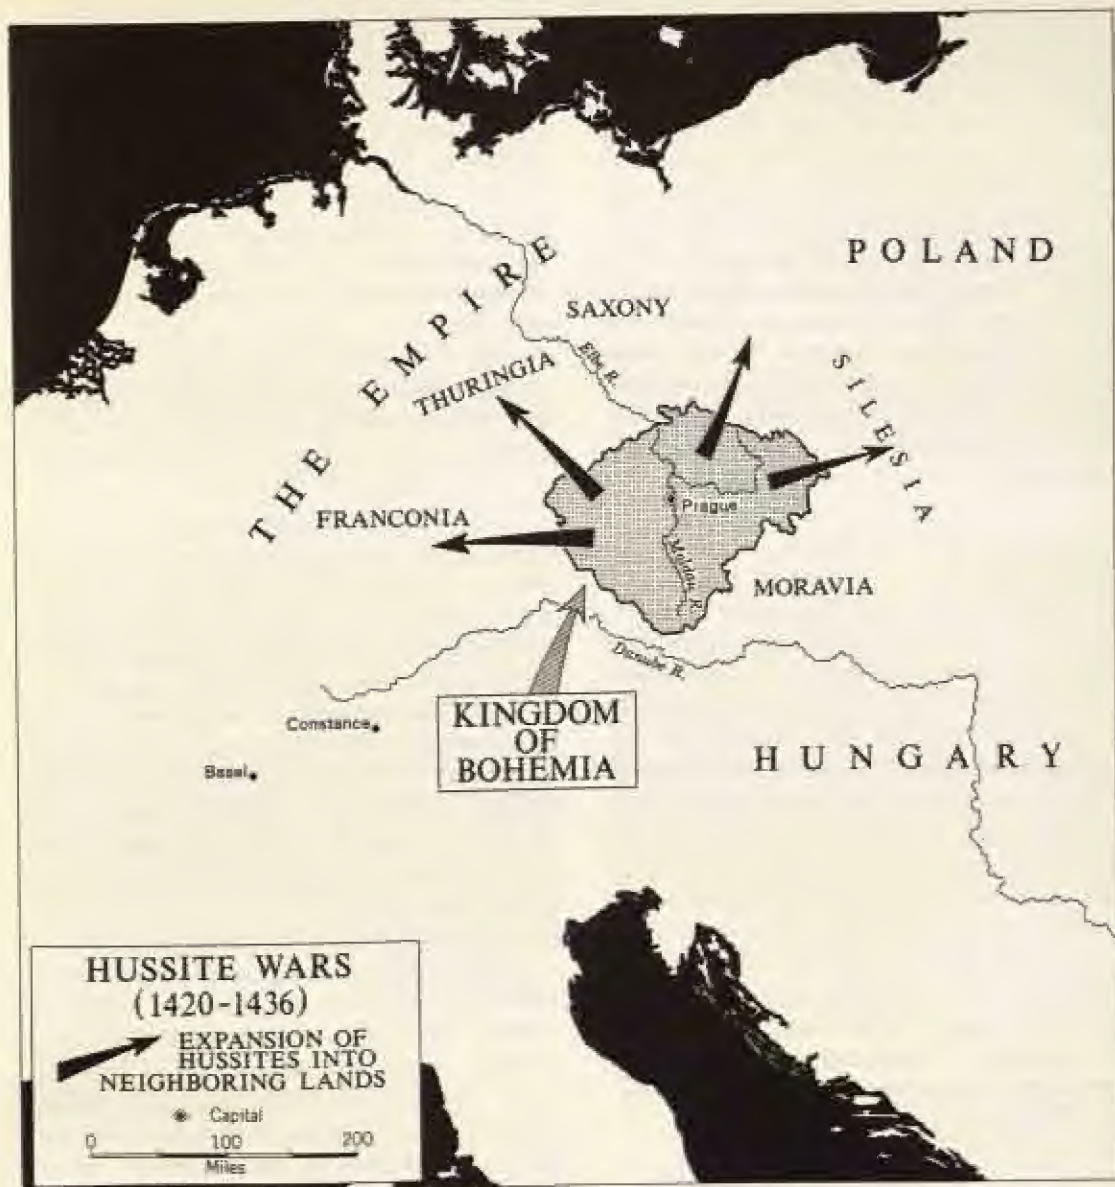 POLAND
THE EMPIRE
SAXONY
Elbe R.
THURINGIA
SILESIA
Prague
FRANCONIA
Moldau R.
MORAVIA
Danube R.
Constance
KINGDOM
OF
BOHEMIA
HUNGARY
Basel
HUSSITE WARS
(1420-1436)
EXPANSION OF
HUSSITES INTO
NEIGHBORING LANDS
Capital
0 100 200
Miles